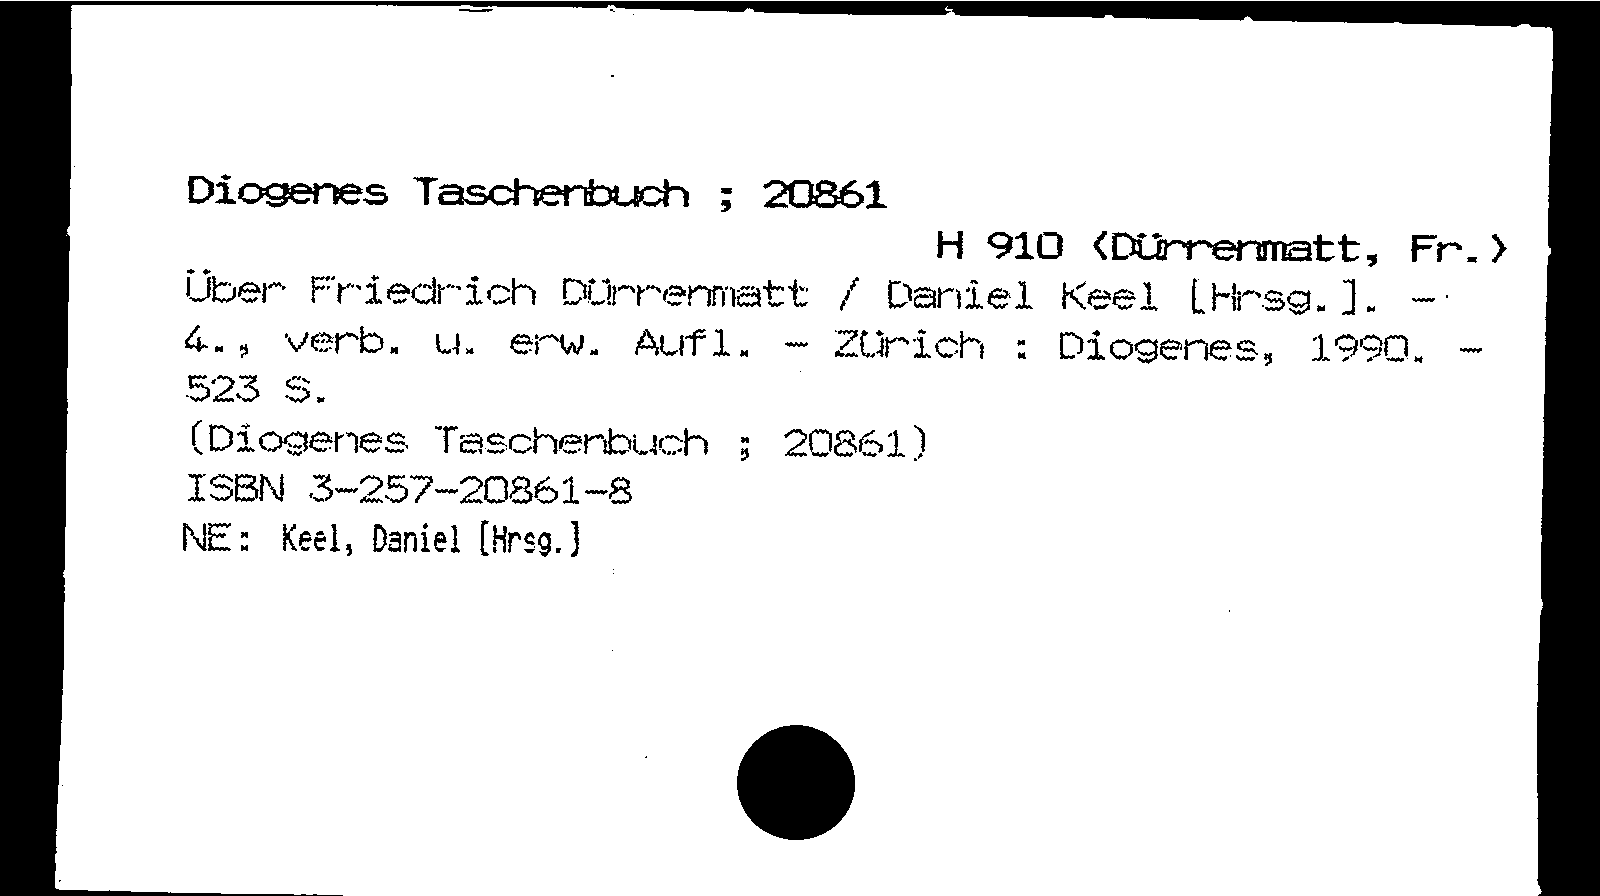 Diogenes Taschenbuch ; 20861
H 910 <Dürrenmatt, Fr.>
Über Friedrich Dürrenmatt / Daniel Keel [Hrsg.]. -
4., verb. u. erw. Aufl. - Zürich : Diogenes, 1990. -
523 S.
(Diogenes Taschenbuch ; 20861)
ISBN 3-257-20861-8
NE: Keel, Daniel [Hrsg.]